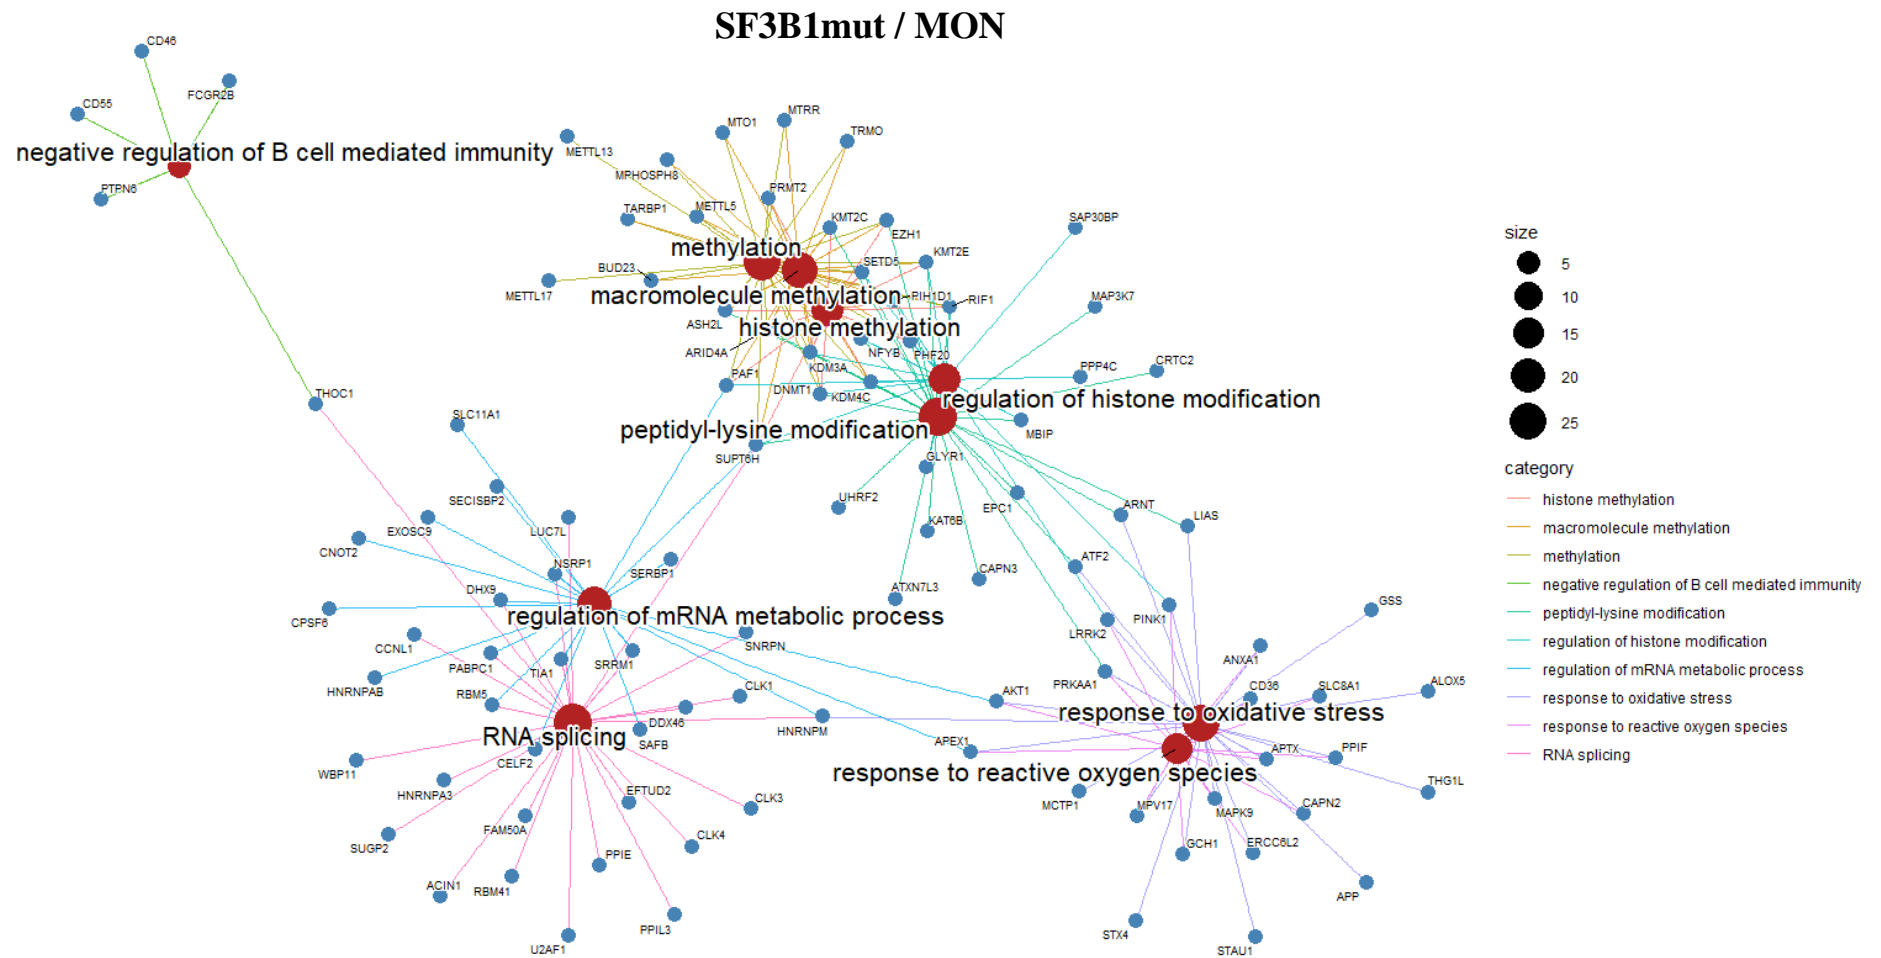 SF3B1mut / MON
CD46
FCGR2B
CD55
negative regulation of B cell mediated immunity
PTPN6
METTL13
MTO1
MTRR
TRMO
MPHOSPH8
PRMT2
TARBP1
METTL5
KMT2C
EZH1
SAP30BP
methylation
KMT2E
BUD23
SETD5
METTL17
macromolecule methylation
PIH1D1
RIF1
MAP3K7
ASH2L
histone methylation
ARID4A
NFYB
PHF20
KDM3A
PAF1
DNMT1
KDM4C
PPP4C
CRTC2
regulation of histone modification
THOC1
SLC11A1
peptidyl-lysine modification
MBIP
SUPT6H
GLYR1
SECISBP2
UHRF2
EPC1
ARNT
LIAS
EXOSC9
LUC7L
KAT6B
CNOT2
NSRP1
SERBP1
ATF2
CAPN3
ATXN7L3
DHX9
CPSF6
regulation of mRNA metabolic process
LRRK2
PINK1
GSS
CCNL1
SNRPN
PABPC1
TIA1
SRRM1
ANXA1
HNRNPAB
RBM5
CLK1
AKT1
PRKAA1
CD36
SLC8A1
ALOX5
response to oxidative stress
DDX46
HNRNPM
RNA splicing
SAFB
APEX1
APTX
PPIF
CELF2
WBP11
response to reactive oxygen species
THG1L
HNRNPA3
EFTUD2
CLK3
MCTP1
MPV17
MAPK9
CAPN2
FAM50A
SUGP2
CLK4
GCH1
ERCC6L2
PPIE
ACIN1
RBM41
APP
PPIL3
U2AF1
STX4
STAU1
size
5
10
15
20
25
category
histone methylation
macromolecule methylation
methylation
negative regulation of B cell mediated immunity
peptidyl-lysine modification
regulation of histone modification
regulation of mRNA metabolic process
response to oxidative stress
response to reactive oxygen species
RNA splicing